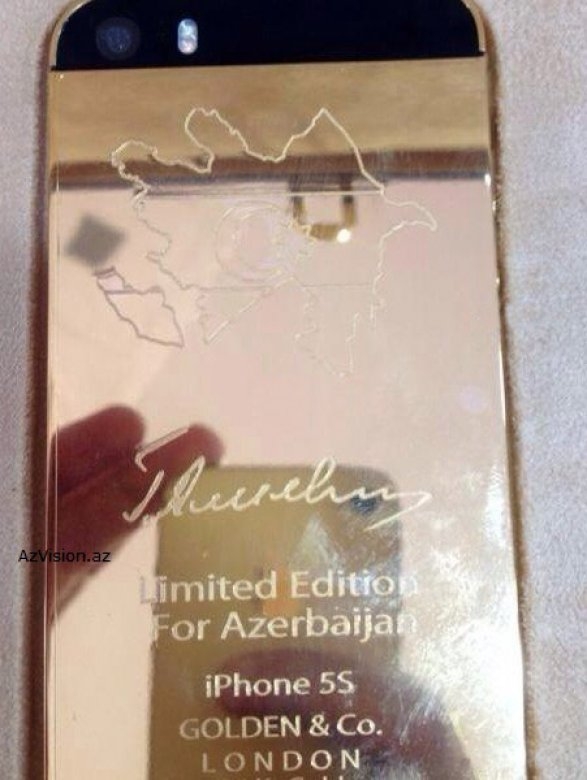 AzVision.az
Limited Edition
For Azerbaijan
iPhone 5S
GOLDEN & Co.
LONDON